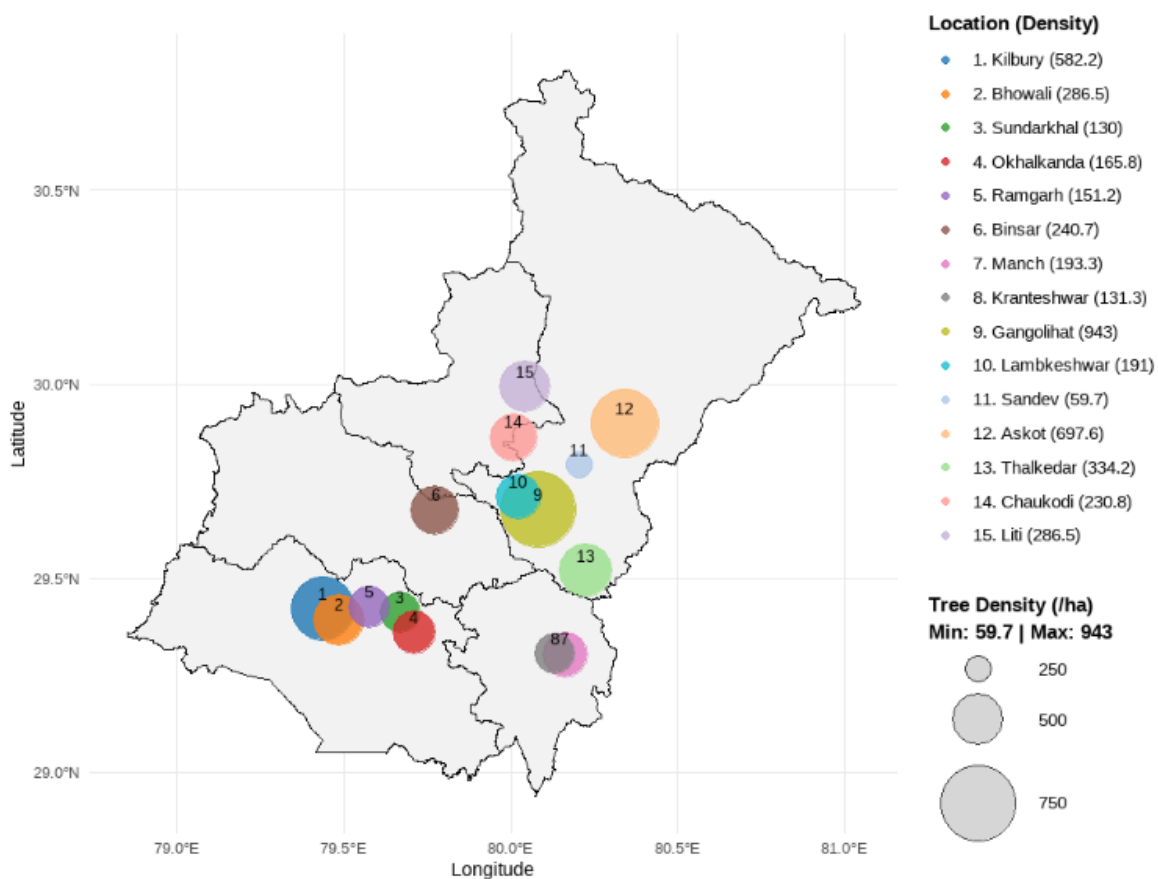 Location (Density)
1. Kilbury (582.2)
2. Bhowali (286.5)
3. Sundarkhal (130)
4. Okhalkanda (165.8)
5. Ramgarh (151.2)
6. Binsar (240.7)
7. Manch (193.3)
8. Kranteshwar (131.3)
9. Gangolihat (943)
10. Lambkeshwar (191)
11. Sandev (59.7)
12. Askot (697.6)
13. Thalkedar (334.2)
14. Chaukodi (230.8)
15. Liti (286.5)
Tree Density (/ha)
Min: 59.7 | Max: 943
250
500
750
Latitude
30.5°N
30.0°N
29.5°N
29.0°N
15
12
14
11
10
9
6
13
1
2
5
3
4
87
79.0°E
79.5°E
80.0°E
80.5°E
81.0°E
Longitude